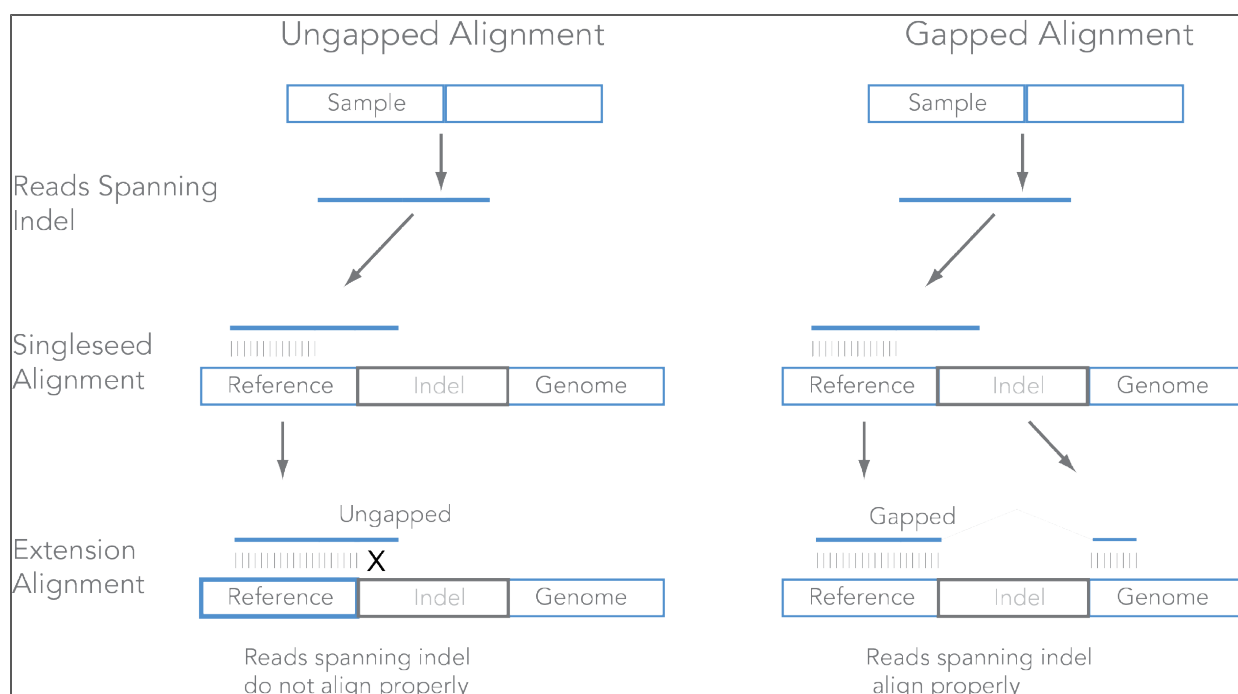 Ungapped Alignment
Gapped Alignment
Sample
Sample
Reads Spanning
Indel
Singleseed
Alignment
Reference
Indel
Genome
Reference
Indel
Genome
Ungapped
Gapped
Extension
Alignment
X
Reference
Indel
Genome
Reference
Indel
Genome
Reads spanning indel
do not align properly
Reads spanning indel
align properly